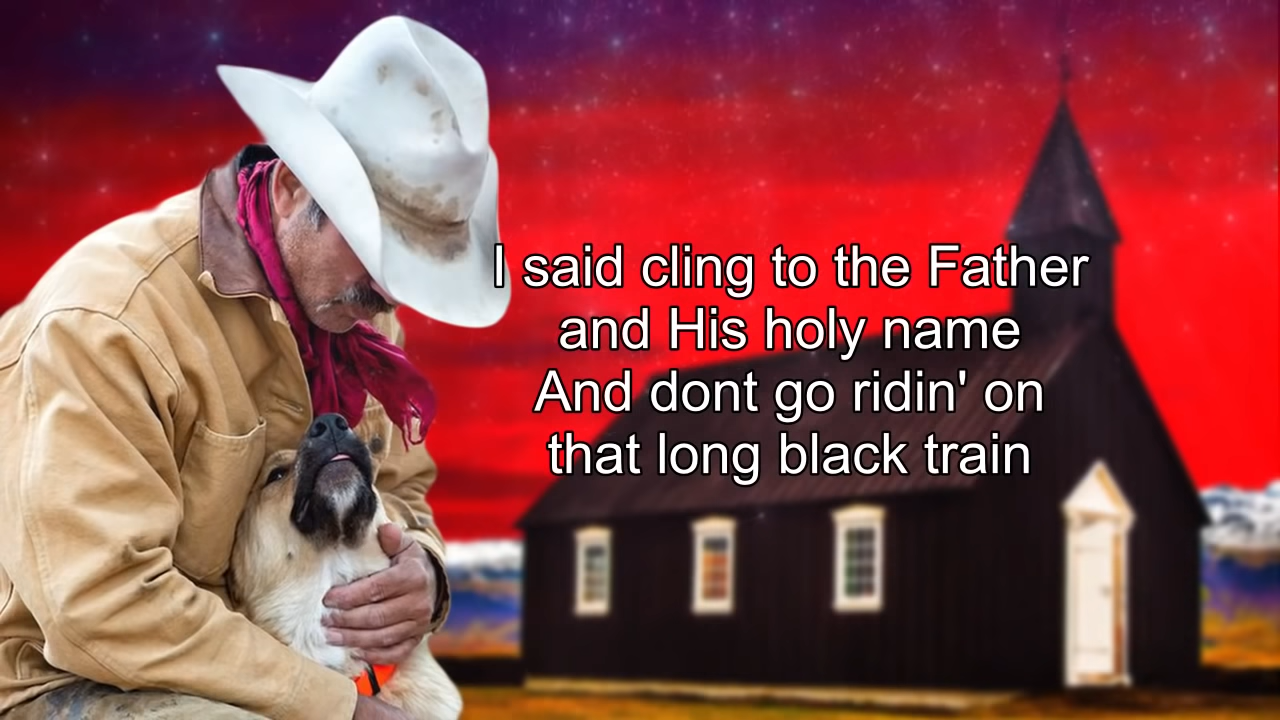 I said cling to the Father
and His holy name
And dont go ridin' on
that long black train